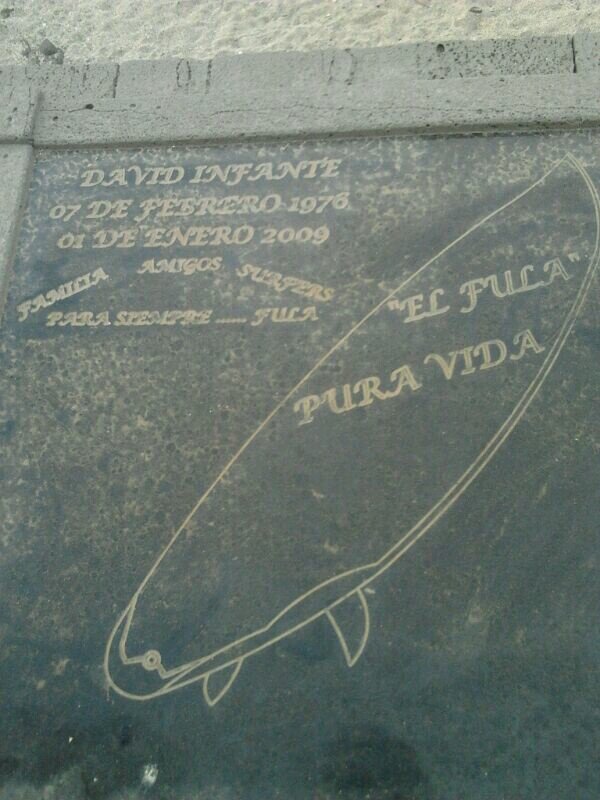 DAVID INFANTE
07 DE FEBRERO 1976
01 DE ENERO 2009
FAMILIA AMIGOS SURFERS
PARA SIEMPRE ..... FULA
"EL FULA"
PURA VIDA